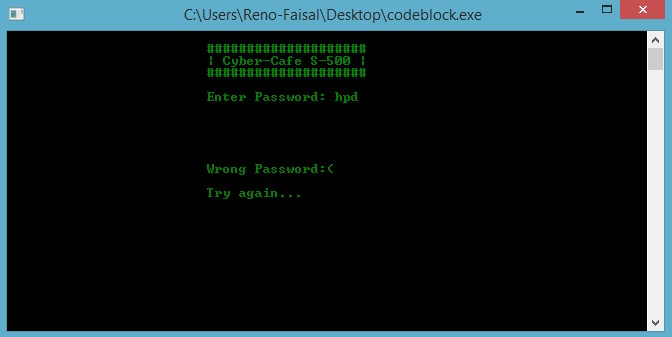 C:\Users\Reno-Faisal\Desktop\codeblock.exe
####################
¦ Cyber-Cafe S-500 ¦
####################
Enter Password: hpd
Wrong Password:(
Try again...